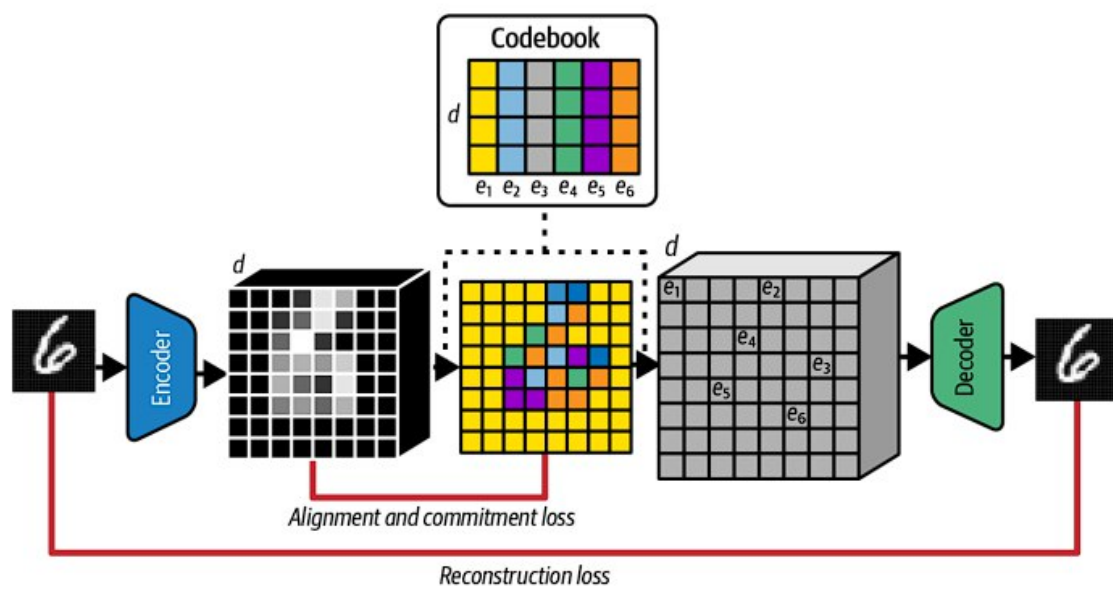 Codebook
d
e₁ e₂ e₃ e₄ e₅ e₆
d
d
e₁ e₂
e₄
e₃
e₅
e₆
Encoder
Decoder
Alignment and commitment loss
Reconstruction loss